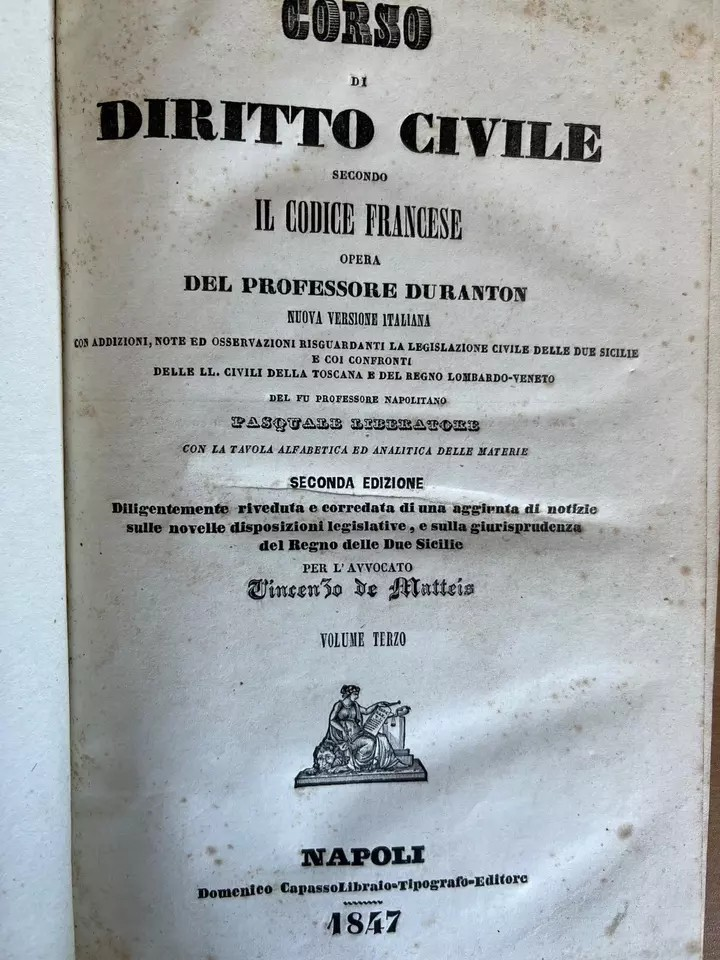 CORSO
DI
DIRITTO CIVILE
SECONDO
IL CODICE FRANCESE
OPERA
DEL PROFESSORE DURANTON
NUOVA VERSIONE ITALIANA
CON ADDIZIONI, NOTE ED OSSERVAZIONI RISGUARDANTI LA LEGISLAZIONE CIVILE DELLE DUE SICILIE
E COI CONFRONTI
DELLE LL. CIVILI DELLA TOSCANA E DEL REGNO LOMBARDO-VENETO
DEL FU PROFESSORE NAPOLITANO
PASQUALE LIBERATORE
CON LA TAVOLA ALFABETICA ED ANALITICA DELLE MATERIE
SECONDA EDIZIONE
Diligentemente riveduta e corredata di una aggiunta di notizie
sulle novelle disposizioni legislative, e sulla giurisprudenza
del Regno delle Due Sicilie
PER L'AVVOCATO
Vincenzo de Matteis
VOLUME TERZO
NAPOLI
Domenico Capasso Libraio-Tipografo-Editore
1847